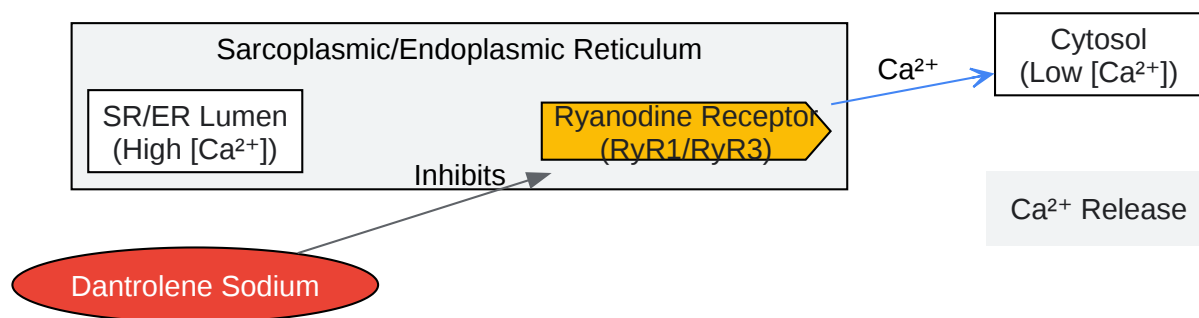 Sarcoplasmic/Endoplasmic Reticulum
SR/ER Lumen
(High [Ca²⁺])
Ryanodine Receptor
(RyR1/RyR3)
Ca²⁺
Cytosol
(Low [Ca²⁺])
Inhibits
Ca²⁺ Release
Dantrolene Sodium